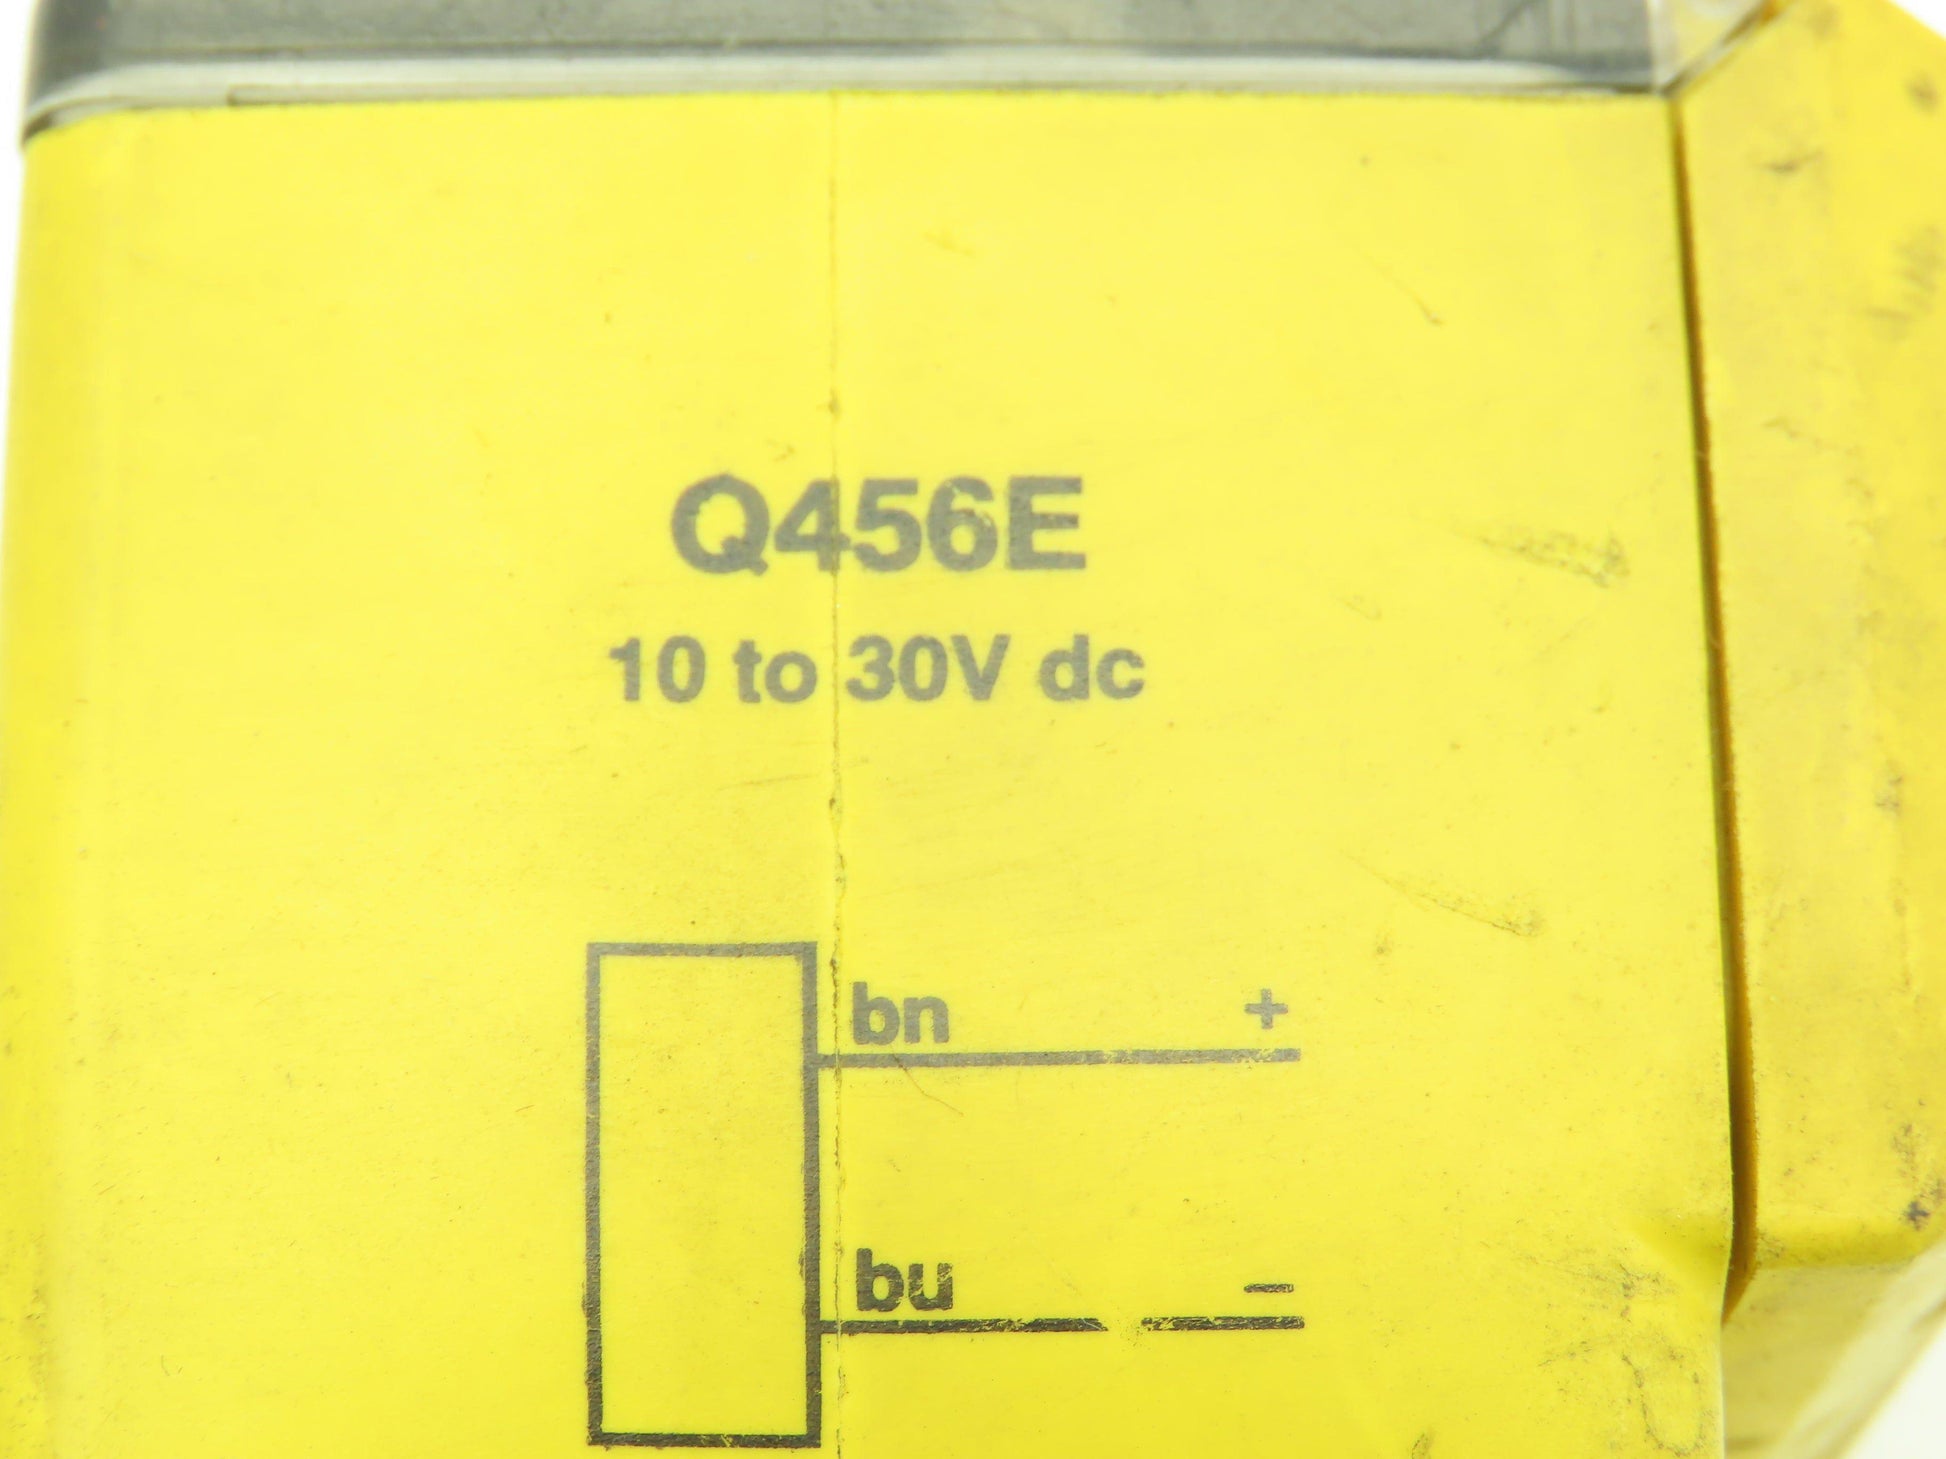 Q456E
10 to 30V dc
bn +
bu -